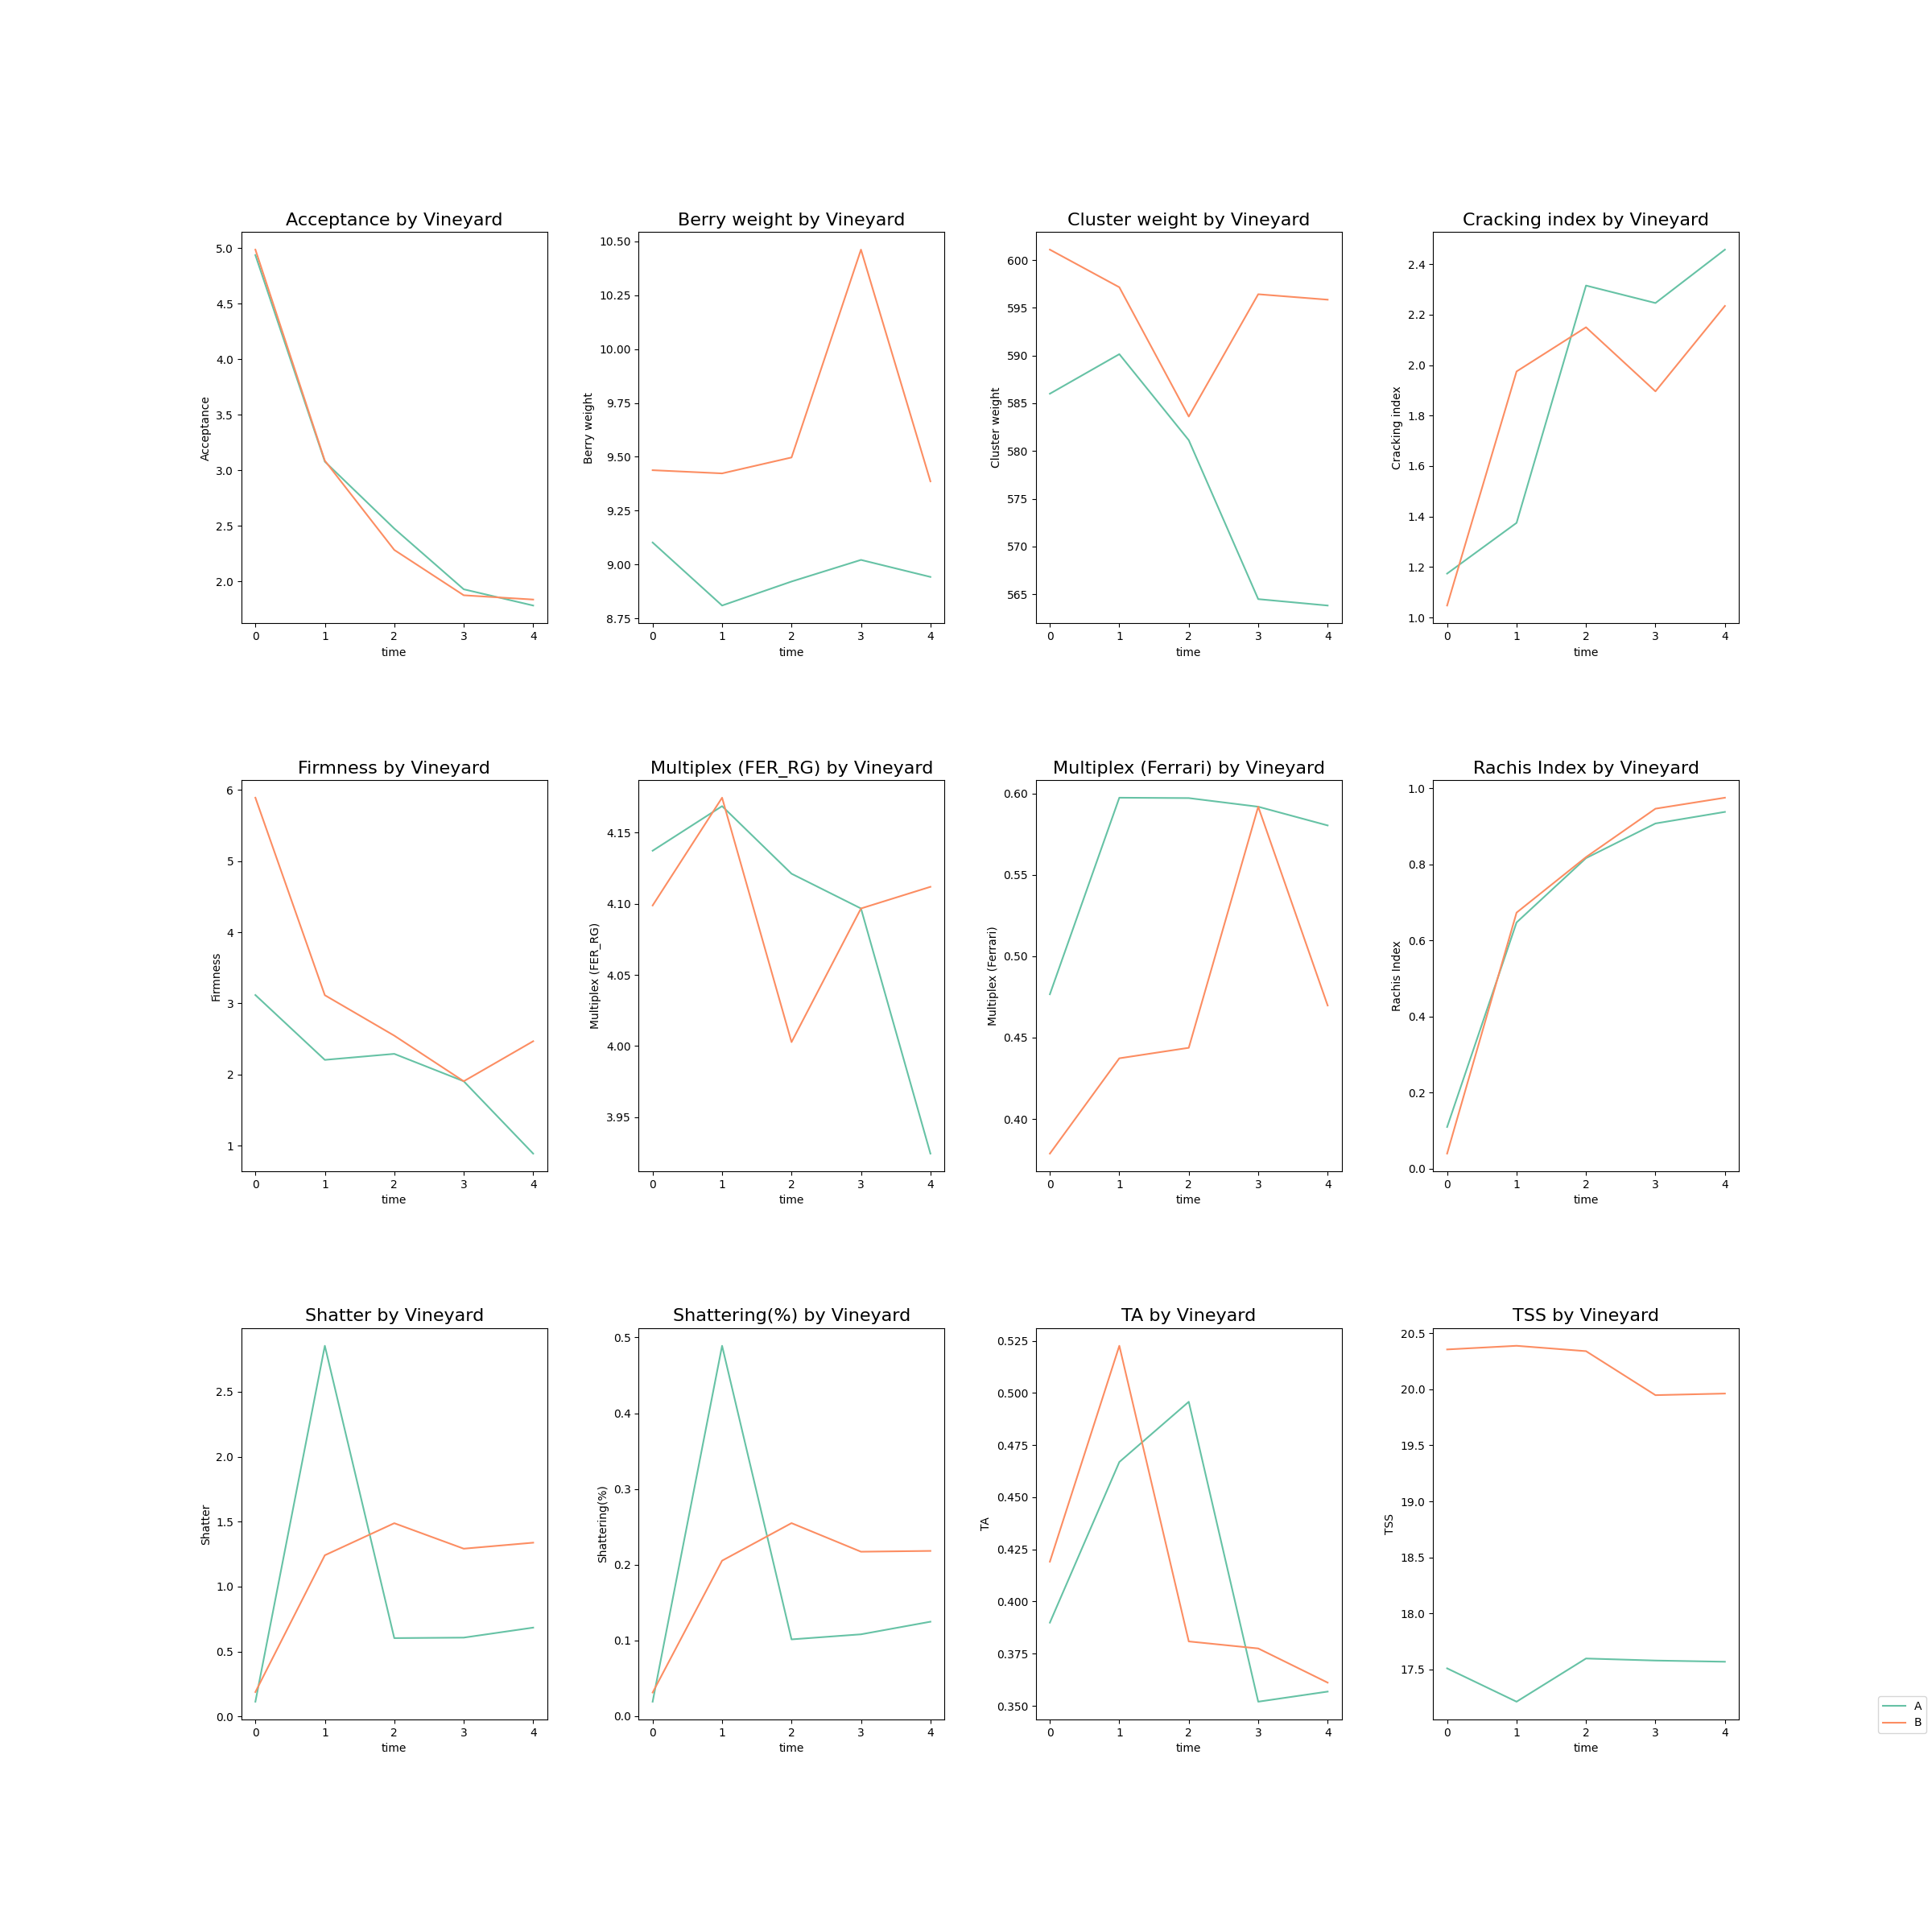 Acceptance by Vineyard
Acceptance
5.0
4.5
4.0
3.5
3.0
2.5
2.0
0 1 2 3 4
time
Berry weight by Vineyard
Berry weight
10.50
10.25
10.00
9.75
9.50
9.25
9.00
8.75
0 1 2 3 4
time
Cluster weight by Vineyard
Cluster weight
600
595
590
585
580
575
570
565
0 1 2 3 4
time
Cracking index by Vineyard
Cracking index
2.4
2.2
2.0
1.8
1.6
1.4
1.2
1.0
0 1 2 3 4
time
Firmness by Vineyard
Firmness
6
5
4
3
2
1
0 1 2 3 4
time
Multiplex (FER_RG) by Vineyard
Multiplex (FER_RG)
4.15
4.10
4.05
4.00
3.95
0 1 2 3 4
time
Multiplex (Ferrari) by Vineyard
Multiplex (Ferrari)
0.60
0.55
0.50
0.45
0.40
0 1 2 3 4
time
Rachis Index by Vineyard
Rachis Index
1.0
0.8
0.6
0.4
0.2
0.0
0 1 2 3 4
time
Shatter by Vineyard
Shatter
2.5
2.0
1.5
1.0
0.5
0.0
0 1 2 3 4
time
Shattering(%) by Vineyard
Shattering(%)
0.5
0.4
0.3
0.2
0.1
0.0
0 1 2 3 4
time
TA by Vineyard
TA
0.525
0.500
0.475
0.450
0.425
0.400
0.375
0.350
0 1 2 3 4
time
TSS by Vineyard
TSS
20.5
20.0
19.5
19.0
18.5
18.0
17.5
0 1 2 3 4
time
A
B